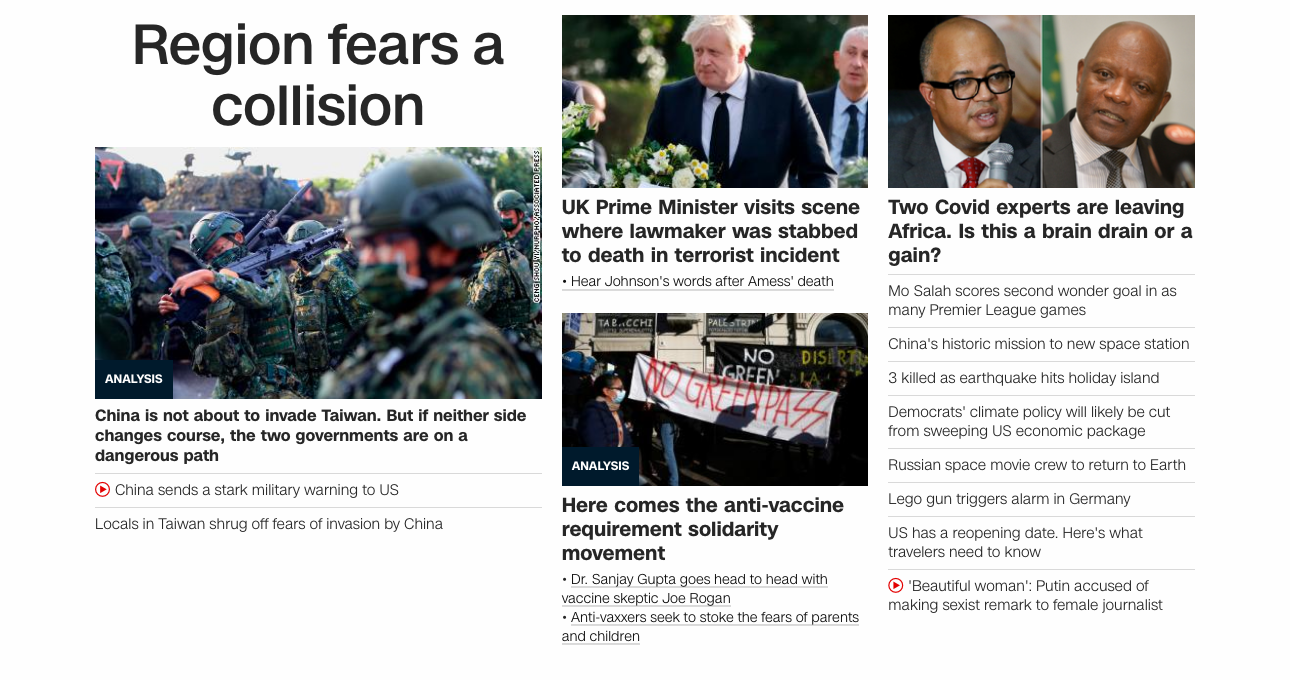 Region fears a
collision
CENG SHOU YI/NURPHO/ASSOCIATED PRESS
ANALYSIS
China is not about to invade Taiwan. But if neither side
changes course, the two governments are on a
dangerous path
China sends a stark military warning to US
Locals in Taiwan shrug off fears of invasion by China
UK Prime Minister visits scene
where lawmaker was stabbed
to death in terrorist incident
• Hear Johnson's words after Amess' death
TABACCHI
PALESTRIN
NO
GREEN
DISERT
NO GREEN PASS
ANALYSIS
Here comes the anti-vaccine
requirement solidarity
movement
• Dr. Sanjay Gupta goes head to head with
vaccine skeptic Joe Rogan
• Anti-vaxxers seek to stoke the fears of parents
and children
Two Covid experts are leaving
Africa. Is this a brain drain or a
gain?
Mo Salah scores second wonder goal in as
many Premier League games
China's historic mission to new space station
3 killed as earthquake hits holiday island
Democrats' climate policy will likely be cut
from sweeping US economic package
Russian space movie crew to return to Earth
Lego gun triggers alarm in Germany
US has a reopening date. Here's what
travelers need to know
'Beautiful woman': Putin accused of
making sexist remark to female journalist